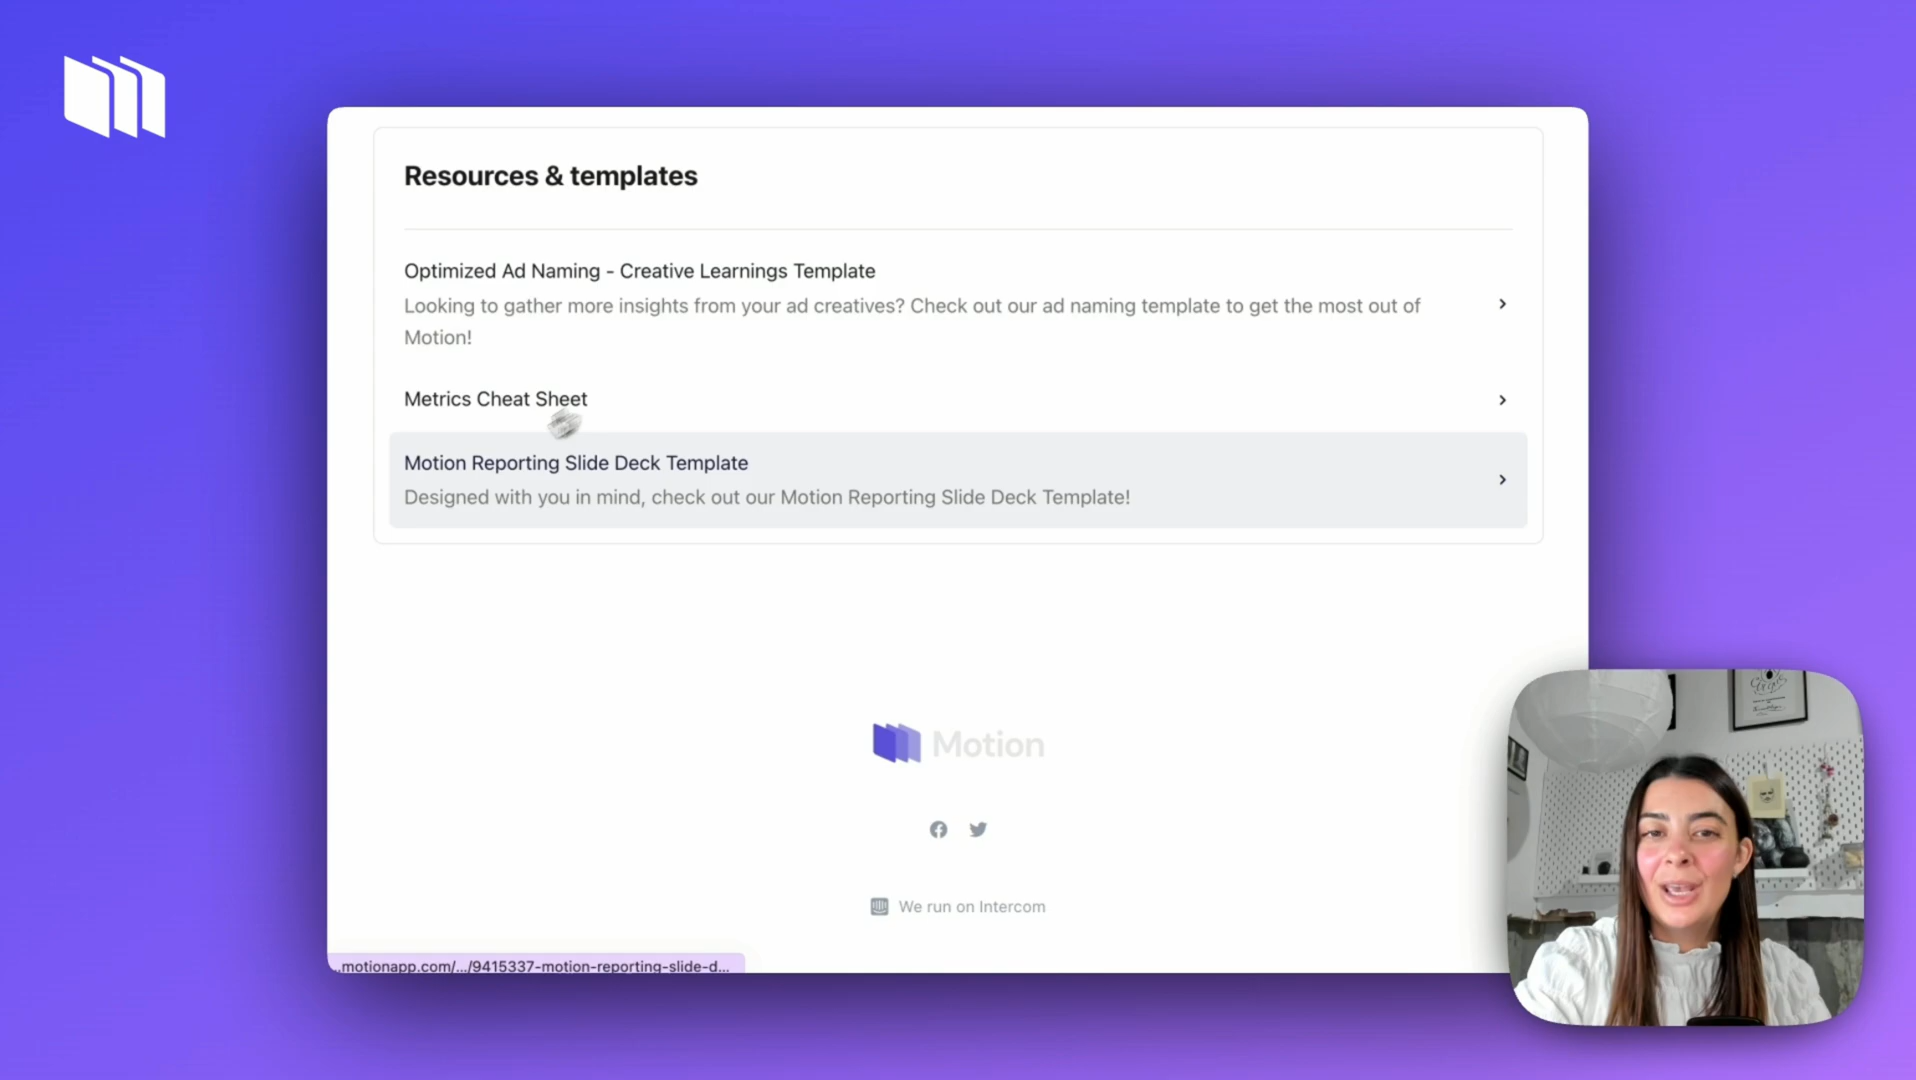 Resources & templates
Optimized Ad Naming - Creative Learnings Template
Looking to gather more insights from your ad creatives? Check out our ad naming template to get the most out of
Motion!
Metrics Cheat Sheet
Motion Reporting Slide Deck Template
Designed with you in mind, check out our Motion Reporting Slide Deck Template!
Motion
We run on Intercom
...motionapp.com/.../9415337-motion-reporting-slide-d...